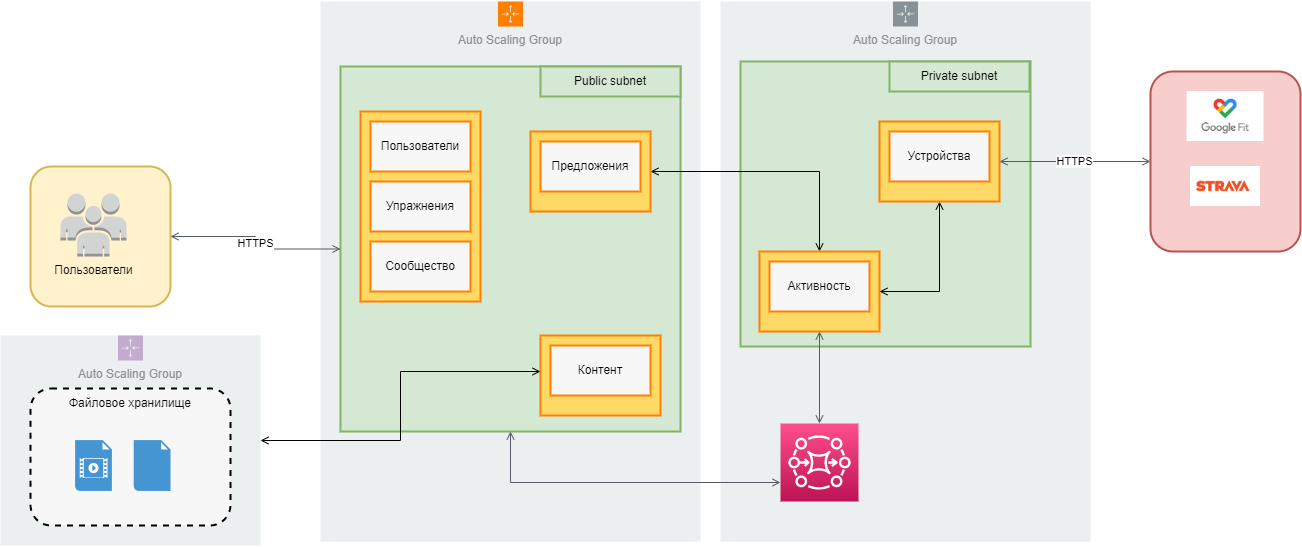 Auto Scaling Group
Public subnet
Пользователи
Упражнения
Сообщество
Предложения
Контент
Auto Scaling Group
Private subnet
Устройства
Активность
HTTPS
Google Fit
STRAVA
Пользователи
HTTPS
Auto Scaling Group
Файловое хранилище